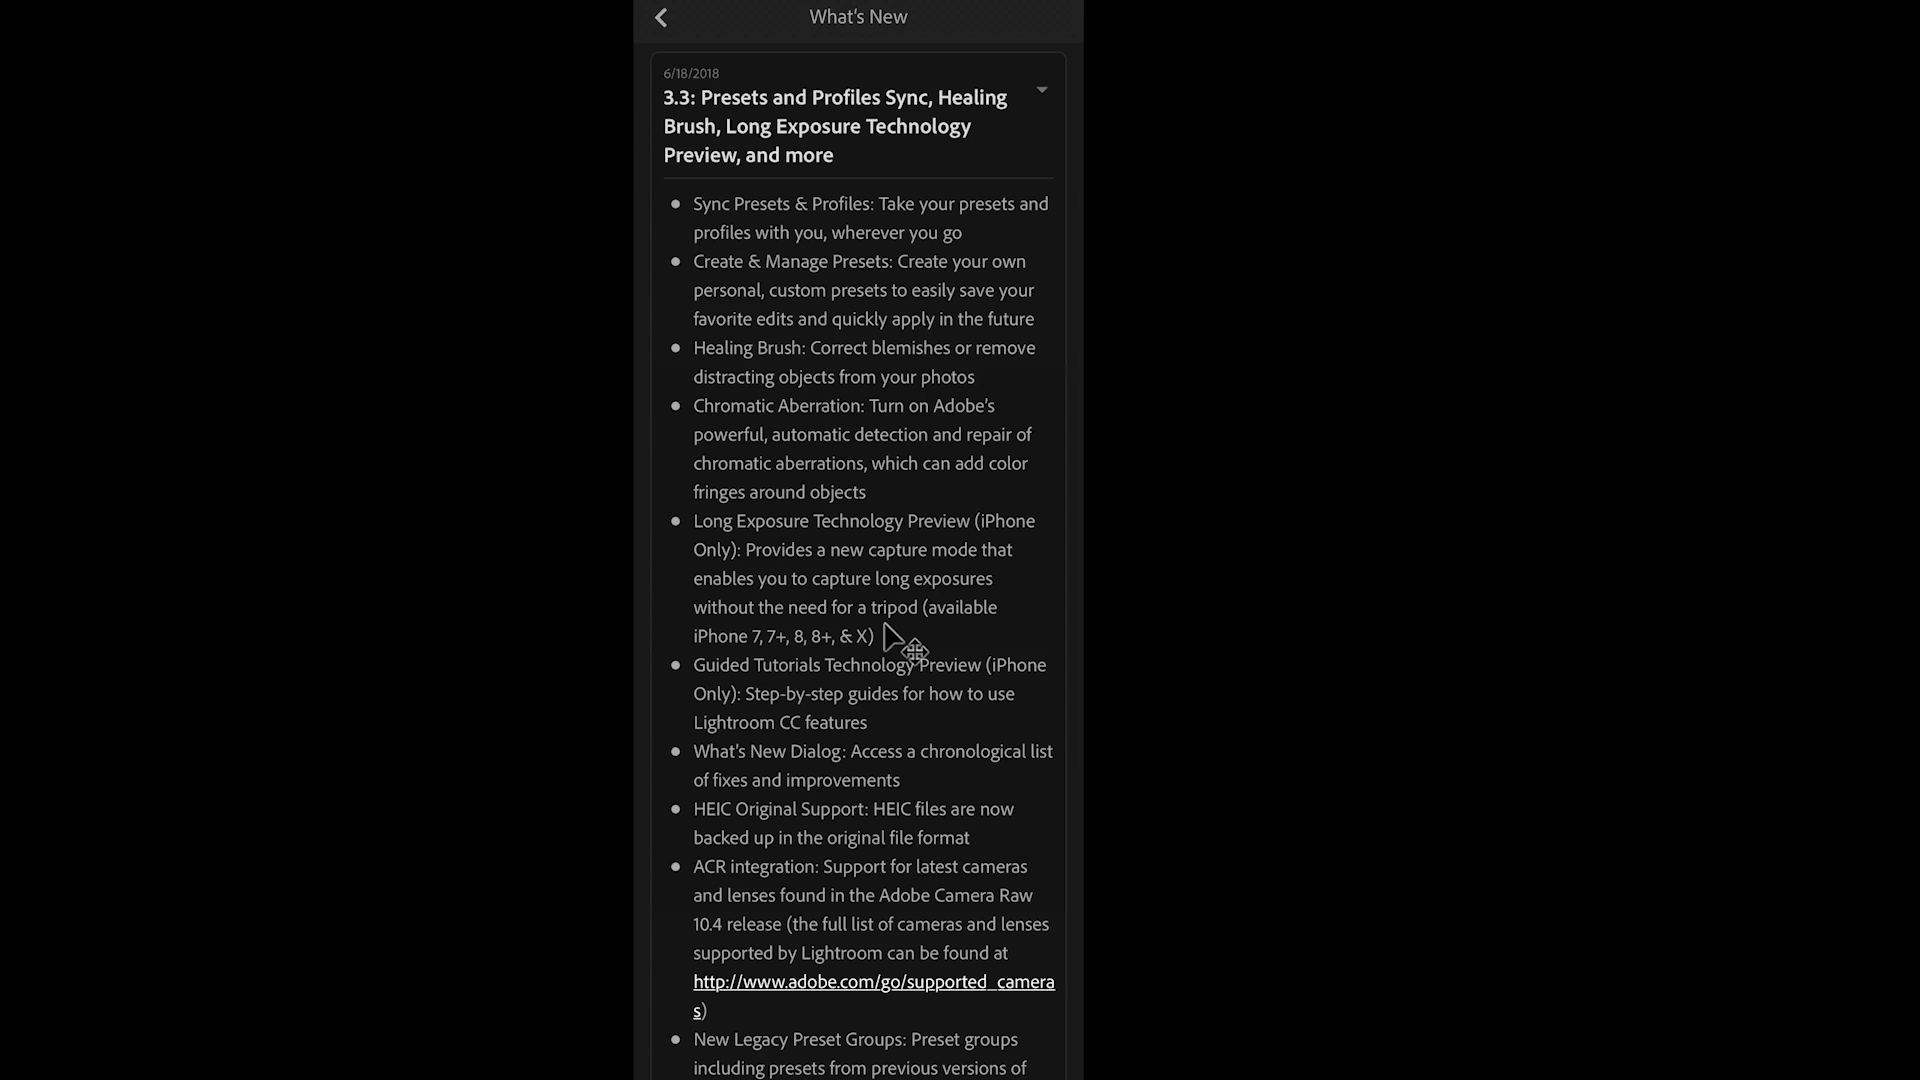 What's New
6/18/2018
3.3: Presets and Profiles Sync, Healing
Brush, Long Exposure Technology
Preview, and more
● Sync Presets & Profiles: Take your presets and
profiles with you, wherever you go
● Create & Manage Presets: Create your own
personal, custom presets to easily save your
favorite edits and quickly apply in the future
● Healing Brush: Correct blemishes or remove
distracting objects from your photos
● Chromatic Aberration: Turn on Adobe's
powerful, automatic detection and repair of
chromatic aberrations, which can add color
fringes around objects
● Long Exposure Technology Preview (iPhone
Only): Provides a new capture mode that
enables you to capture long exposures
without the need for a tripod (available
iPhone 7, 7+, 8, 8+, & X)
● Guided Tutorials Technology Preview (iPhone
Only): Step-by-step guides for how to use
Lightroom CC features
● What's New Dialog: Access a chronological list
of fixes and improvements
● HEIC Original Support: HEIC files are now
backed up in the original file format
● ACR integration: Support for latest cameras
and lenses found in the Adobe Camera Raw
10.4 release (the full list of cameras and lenses
supported by Lightroom can be found at
http://www.adobe.com/go/supported_camera
s)
● New Legacy Preset Groups: Preset groups
including presets from previous versions of